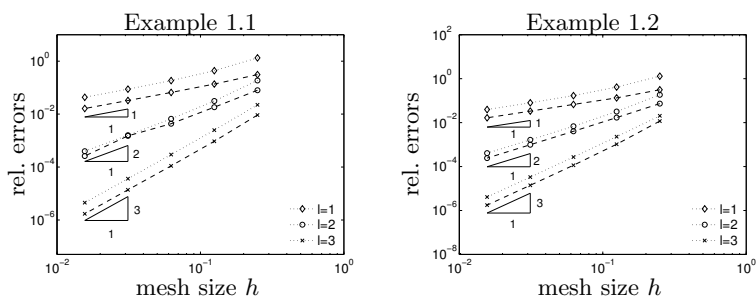 Example 1.1
rel. errors
10^0
10^-2
10^-4
10^-6
1
1
2
1
3
1
l=1
l=2
l=3
10^-2
10^-1
10^0
mesh size h
Example 1.2
rel. errors
10^2
10^0
10^-2
10^-4
10^-6
10^-8
1
1
2
1
3
1
l=1
l=2
l=3
10^-2
10^-1
10^0
mesh size h